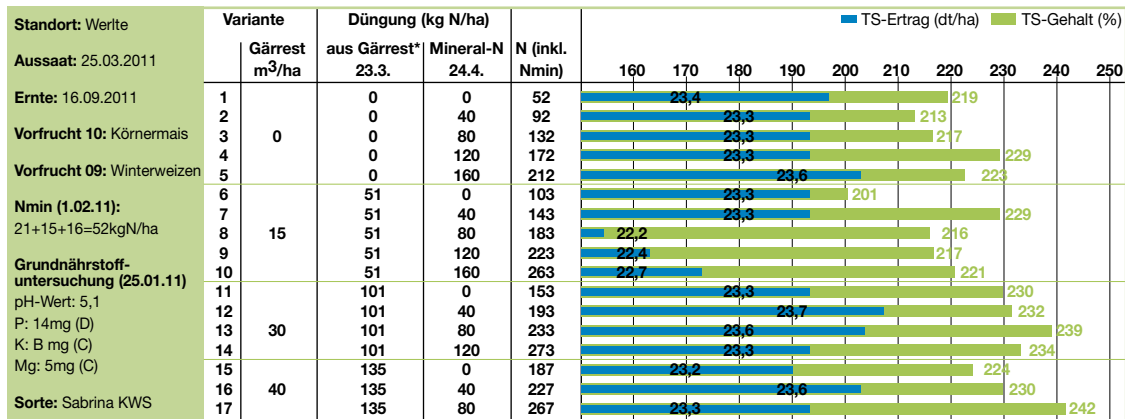 Standort: Werlte
Aussaat: 25.03.2011
Ernte: 16.09.2011
Vorfrucht 10: Körnermais
Vorfrucht 09: Winterweizen
Nmin (1.02.11):
21+15+16=52kgN/ha
Grundnährstoff-
untersuchung (25.01.11)
pH-Wert: 5,1
P: 14mg (D)
K: B mg (C)
Mg: 5mg (C)
Sorte: Sabrina KWS
Variante Düngung (kg N/ha)
Gärrest aus Gärrest* Mineral-N N (inkl.
m³/ha 23.3. 24.4. Nmin)
TS-Ertrag (dt/ha) TS-Gehalt (%)
160 170 180 190 200 210 220 230 240 250
1 0 0 52 23,4 219
2 0 40 92 23,3 213
3 0 0 80 132 23,3 217
4 0 120 172 23,3 229
5 0 160 212 23,6 223
6 51 0 103 23,3 201
7 51 40 143 23,3 229
8 15 51 80 183 22,2 216
9 51 120 223 22,4 217
10 51 160 263 22,7 221
11 101 0 153 23,3 230
12 101 40 193 23,7 232
13 30 101 80 233 23,6 239
14 101 120 273 23,3 234
15 135 0 187 23,2 224
16 40 135 40 227 23,6 230
17 135 80 267 23,3 242